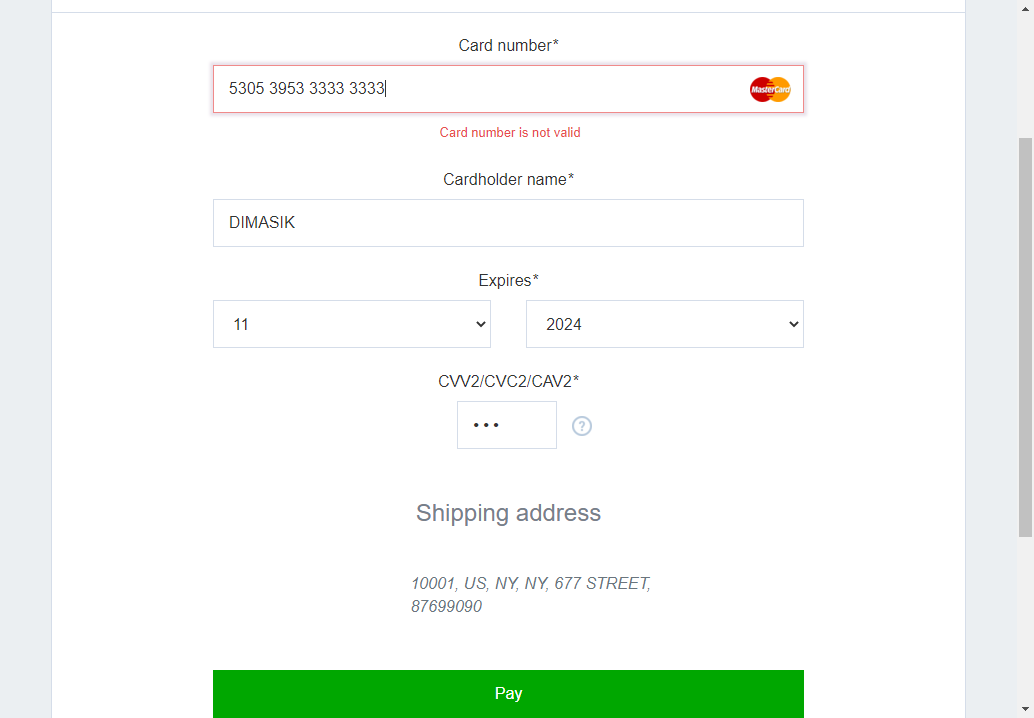 Card number*
5305 3953 3333 3333
MasterCard
Card number is not valid
Cardholder name*
DIMASIK
Expires*
11 2024
CVV2/CVC2/CAV2*
•••
?
Shipping address
10001, US, NY, NY, 677 STREET,
87699090
Pay